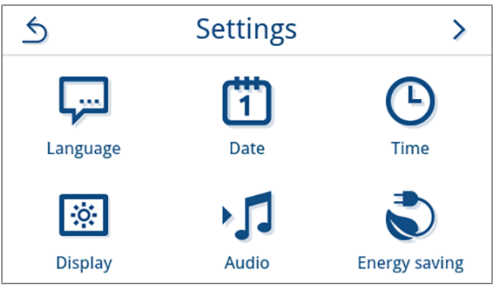 Settings
1
Language
Date
Time
Display
Audio
Energy saving